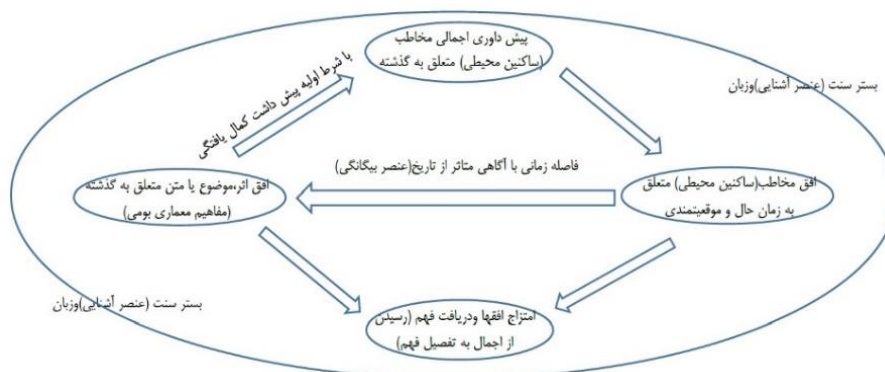 پیش داوری اجمالی مخاطب
(ساکنین محیطی) متعلق به گذشته
با شرط اولیه پیش داشت کمال یافتگی
بستر سنت (عنصر آشنایی)وزبان
فاصله زمانی با آگاهی متاثر از تاریخ(عنصر بیگانگی)
افق مخاطب(ساکنین محیطی) متعلق
به زمان حال و موقعیتمندی
افق اثر،موضوع یا متن متعلق به گذشته
(مفاهیم معماری بومی)
بستر سنت (عنصر آشنایی)وزبان
امتزاج افقها ودریافت فهم (رسیدن
از اجمال به تفصیل فهم)